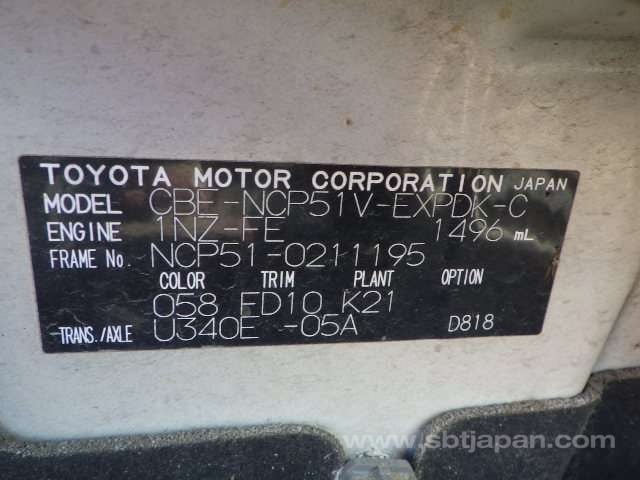 TOYOTA MOTOR CORPORATION JAPAN
MODEL CBE-NCP51V-EXPDK-C
ENGINE 1NZ-FE 1496 mL
FRAME No. NCP51-0211195
COLOR TRIM PLANT OPTION
058 FD10 K21
TRANS./AXLE U340E -05A D818
www.sbtjapan.com